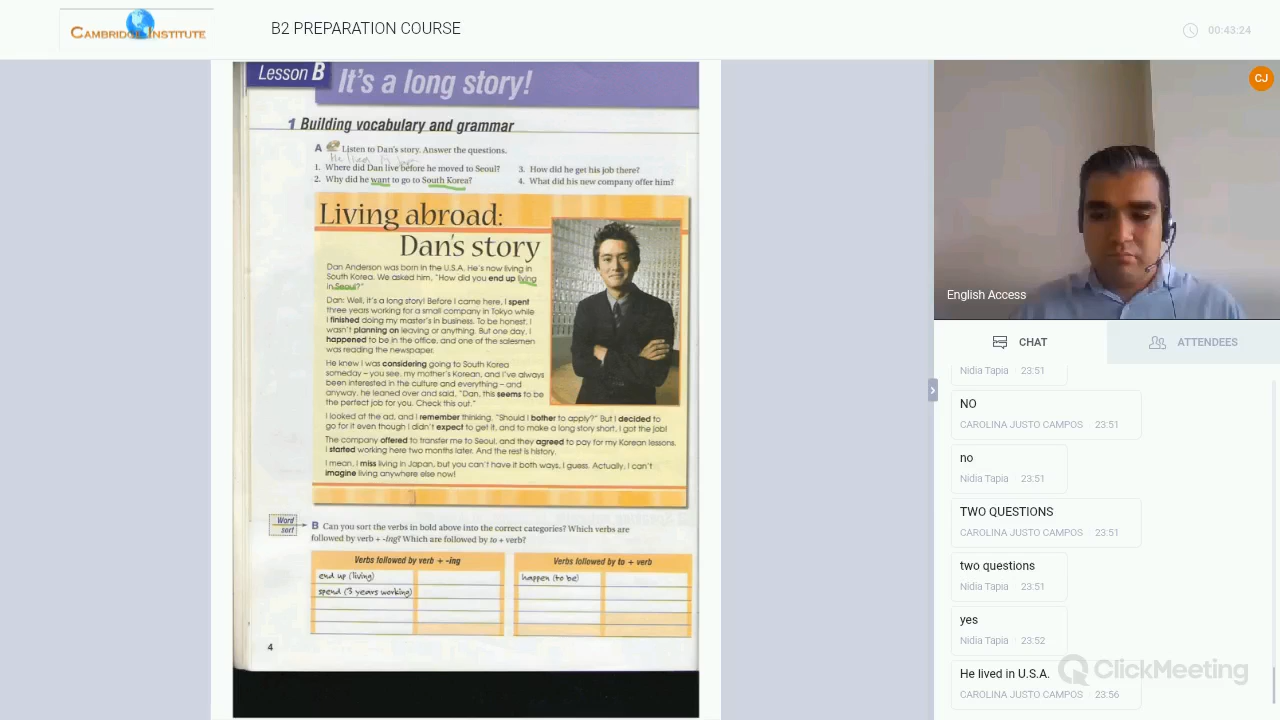 CAMBRIDGE INSTITUTE
B2 PREPARATION COURSE
00:43:24
Lesson B It's a long story!
1 Building vocabulary and grammar
A Listen to Dan's story. Answer the questions.
He lived
1. Where did Dan live before he moved to Seoul?
2. Why did he want to go to South Korea?
3. How did he get his job there?
4. What did his new company offer him?
Living abroad:
Dan's story
Dan Anderson was born in the U.S.A. He's now living in
South Korea. We asked him, "How did you end up living
in Seoul?"
Dan: Well, it's a long story! Before I came here, I spent
three years working for a small company in Tokyo while
I finished doing my master's in business. To be honest, I
wasn't planning on leaving or anything. But one day, I
happened to be in the office, and one of the salesmen
was reading the newspaper.
He knew I was considering going to South Korea
someday – you see, my mother's Korean, and I've always
been interested in the culture and everything – and
anyway, he leaned over and said, "Dan, this seems to be
the perfect job for you. Check this out."
I looked at the ad, and I remember thinking, "Should I bother to apply?" But I decided to
go for it even though I didn't expect to get it, and to make a long story short, I got the job!
The company offered to transfer me to Seoul, and they agreed to pay for my Korean lessons.
I started working here two months later. And the rest is history.
I mean, I miss living in Japan, but you can't have it both ways, I guess. Actually, I can't
imagine living anywhere else now!
Word
sort
B Can you sort the verbs in bold above into the correct categories? Which verbs are
followed by verb + -ing? Which are followed by to + verb?
Verbs followed by verb + -ing
end up (living)
spend (3 years working)
Verbs followed by to + verb
happen (to be)
4
CJ
English Access
CHAT
ATTENDEES
Nidia Tapia 23:51
NO
CAROLINA JUSTO CAMPOS 23:51
no
Nidia Tapia 23:51
TWO QUESTIONS
CAROLINA JUSTO CAMPOS 23:51
two questions
Nidia Tapia 23:51
yes
Nidia Tapia 23:52
He lived in U.S.A.
CAROLINA JUSTO CAMPOS 23:56
ClickMeeting